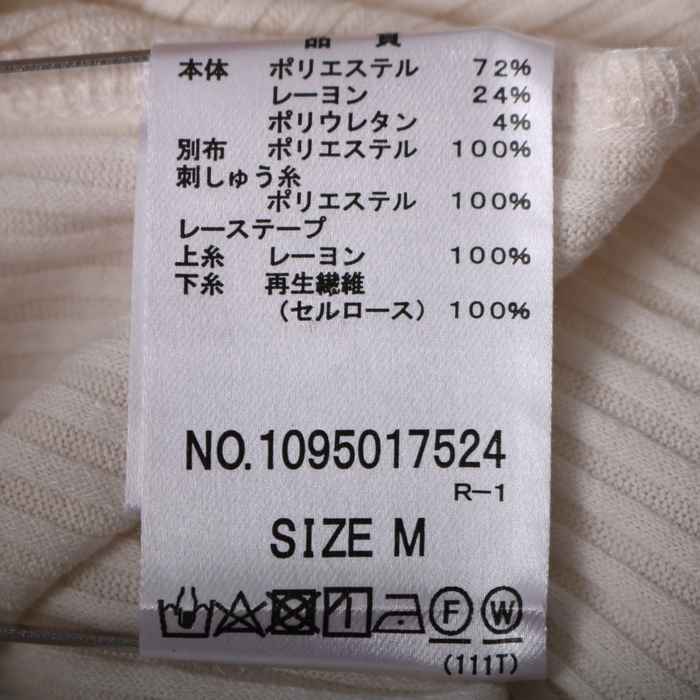 品 質
本体 ポリエステル 72%
レーヨン 24%
ポリウレタン 4%
別布 ポリエステル 100%
刺しゅう糸
ポリエステル 100%
レーステープ
上糸 レーヨン 100%
下糸 再生繊維
(セルロース) 100%
NO.1095017524
R-1
SIZE M
F W
(111T)